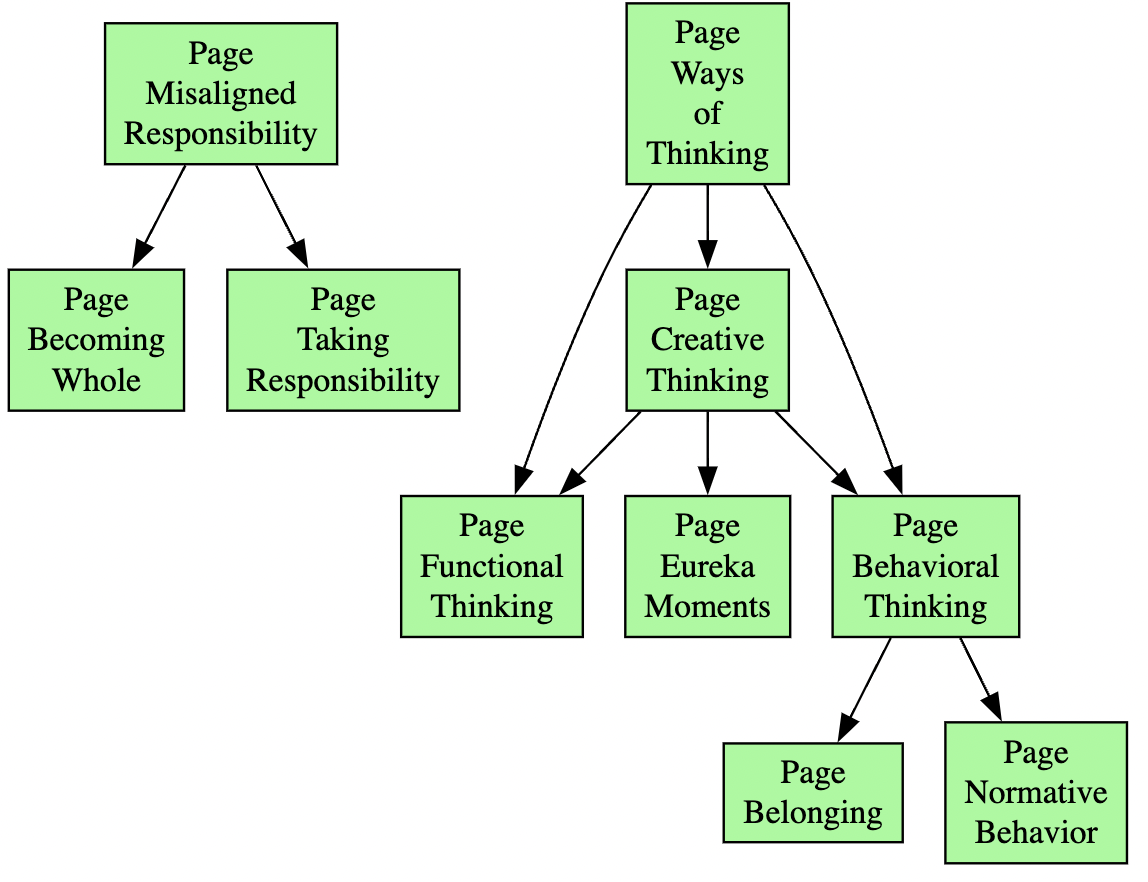 Page
Misaligned
Responsibility
Page
Ways
of
Thinking
Page
Becoming
Whole
Page
Taking
Responsibility
Page
Creative
Thinking
Page
Functional
Thinking
Page
Eureka
Moments
Page
Behavioral
Thinking
Page
Belonging
Page
Normative
Behavior